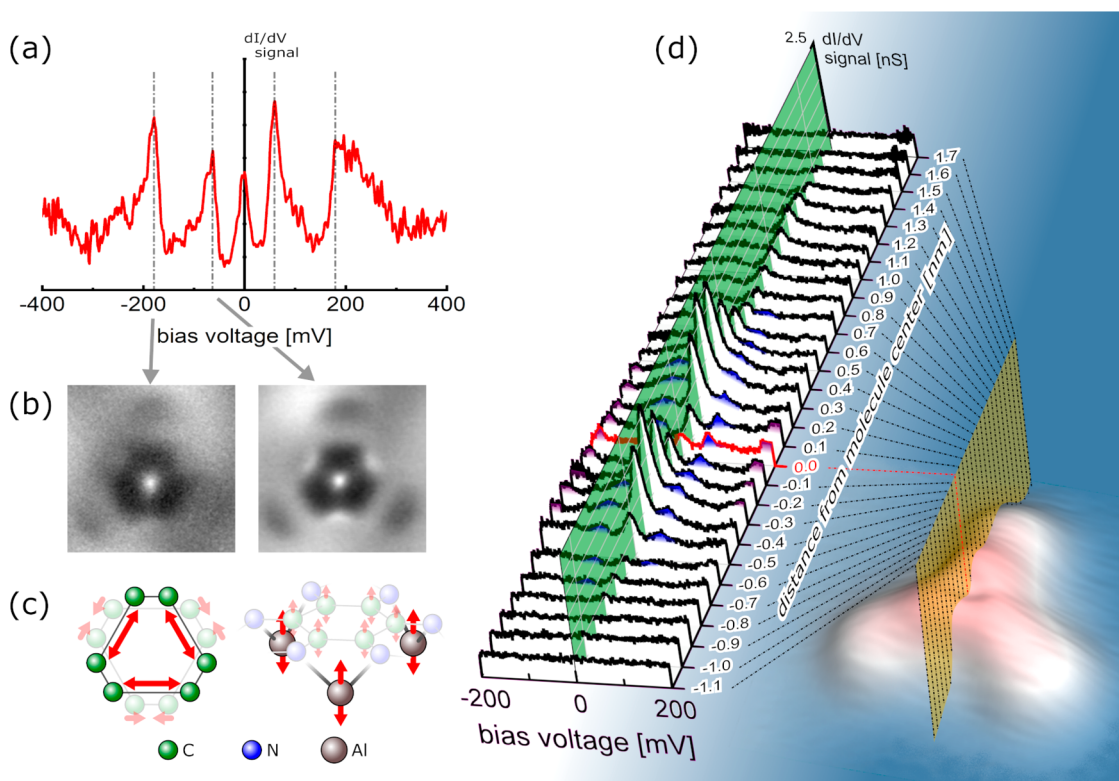 (a)
dI/dV
signal
-400
-200
0
200
400
bias voltage [mV]
(b)
(c)
C
N
Al
(d)
2.5
dI/dV
signal [nS]
1.7
1.6
1.5
1.4
1.3
1.2
1.1
1.0
0.9
0.8
0.7
0.6
0.5
0.4
0.3
0.2
0.1
0.0
-0.1
-0.2
-0.3
-0.4
-0.5
-0.6
-0.7
-0.8
-0.9
-1.0
-1.1
distance from molecule center [nm]
-200
0
200
bias voltage [mV]